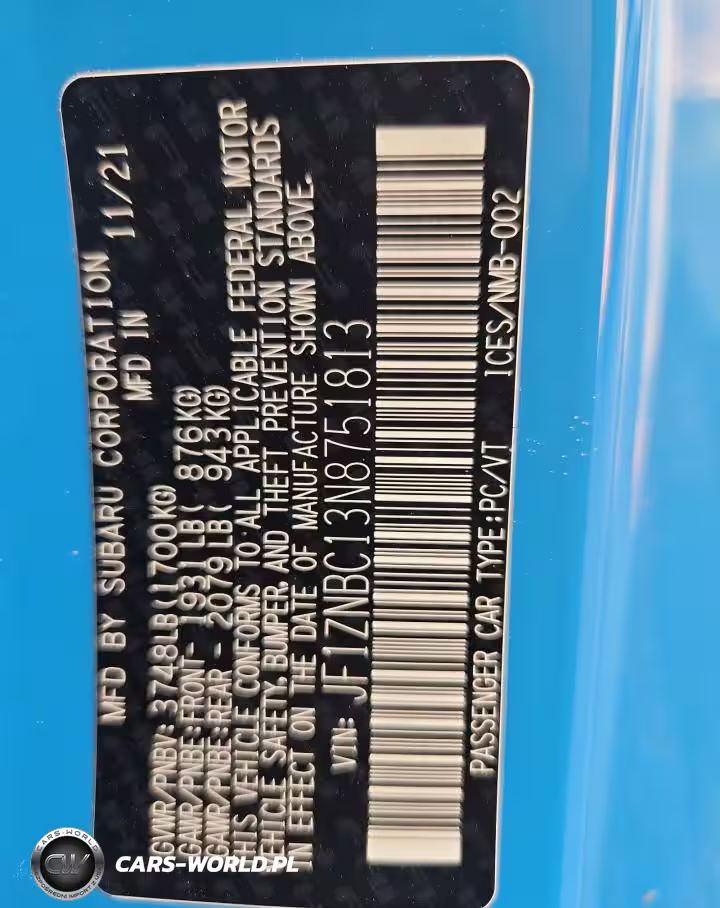 MFD BY SUBARU CORPORATION 11/21
MFD IN
GVWR/PNBV: 3748LB(1700KG)
GAWR/PNBE:FRONT- 1931LB( 876KG)
GAWR/PNBE:REAR - 2079LB( 943KG)
THIS VEHICLE CONFORMS TO ALL APPLICABLE FEDERAL MOTOR
VEHICLE SAFETY, BUMPER, AND THEFT PREVENTION STANDARDS
IN EFFECT ON THE DATE OF MANUFACTURE SHOWN ABOVE.
VIN: JF1ZNBC13N8751813
PASSENGER CAR TYPE:PC/VT ICES/NMB-002
CARS-WORLD
CW
CARS-WORLD.PL